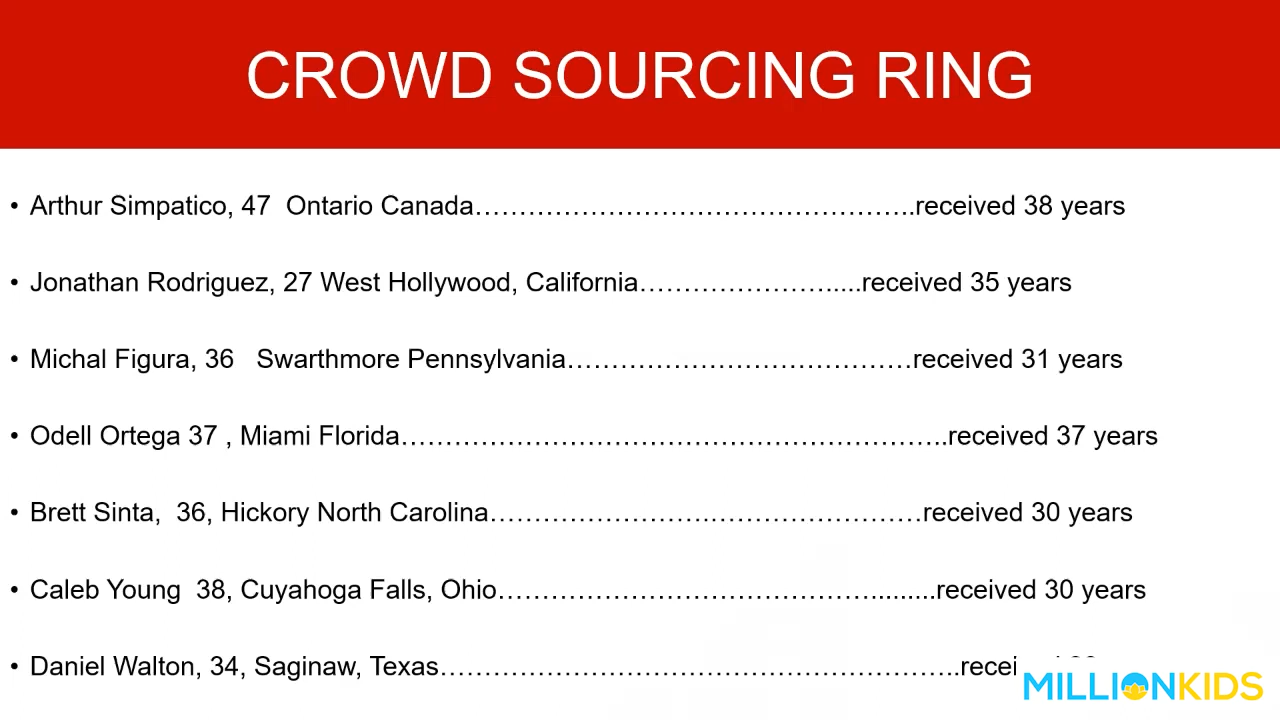 CROWD SOURCING RING
• Arthur Simpatico, 47  Ontario Canada…………………………………………..received 38 years
• Jonathan Rodriguez, 27 West Hollywood, California………………….....received 35 years
• Michal Figura, 36   Swarthmore Pennsylvania…………………………………received 31 years
• Odell Ortega 37 , Miami Florida……………………………………………………..received 37 years
• Brett Sinta,  36, Hickory North Carolina…………………….……………………received 30 years
• Caleb Young  38, Cuyahoga Falls, Ohio…………………………………….........received 30 years
• Daniel Walton, 34, Saginaw, Texas…………………………………………………..
MILLIONKIDS